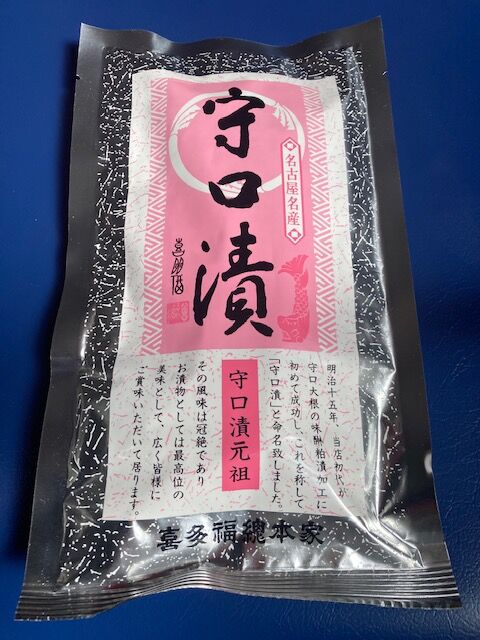 守口漬
名古屋名産
喜多福
明治十五年、当店初代が
守口大根の味醂粕漬加工に
初めて成功し、これを称して
「守口漬」と命名致しました。
守口漬元祖
その風味は冠絶であり
お漬物としては最高位の
美味として、広く皆様に
ご賞味いただいて居ります。
喜多福總本家